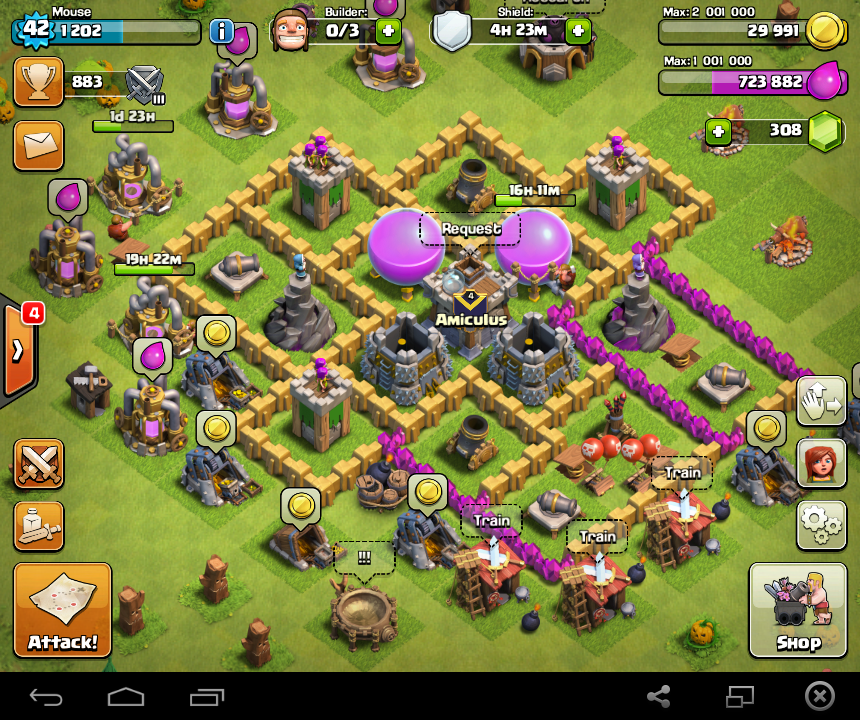 Mouse
42
1 202
i
Builder:
0/3
Shield:
4h 23m
Max: 2 001 000
29 991
Max: 1 001 000
723 882
308
883
III
1d 23h
16h 11m
Request
19h 22m
4
4
Amiculus
Train
Train
Train
!!!
Attack!
Shop